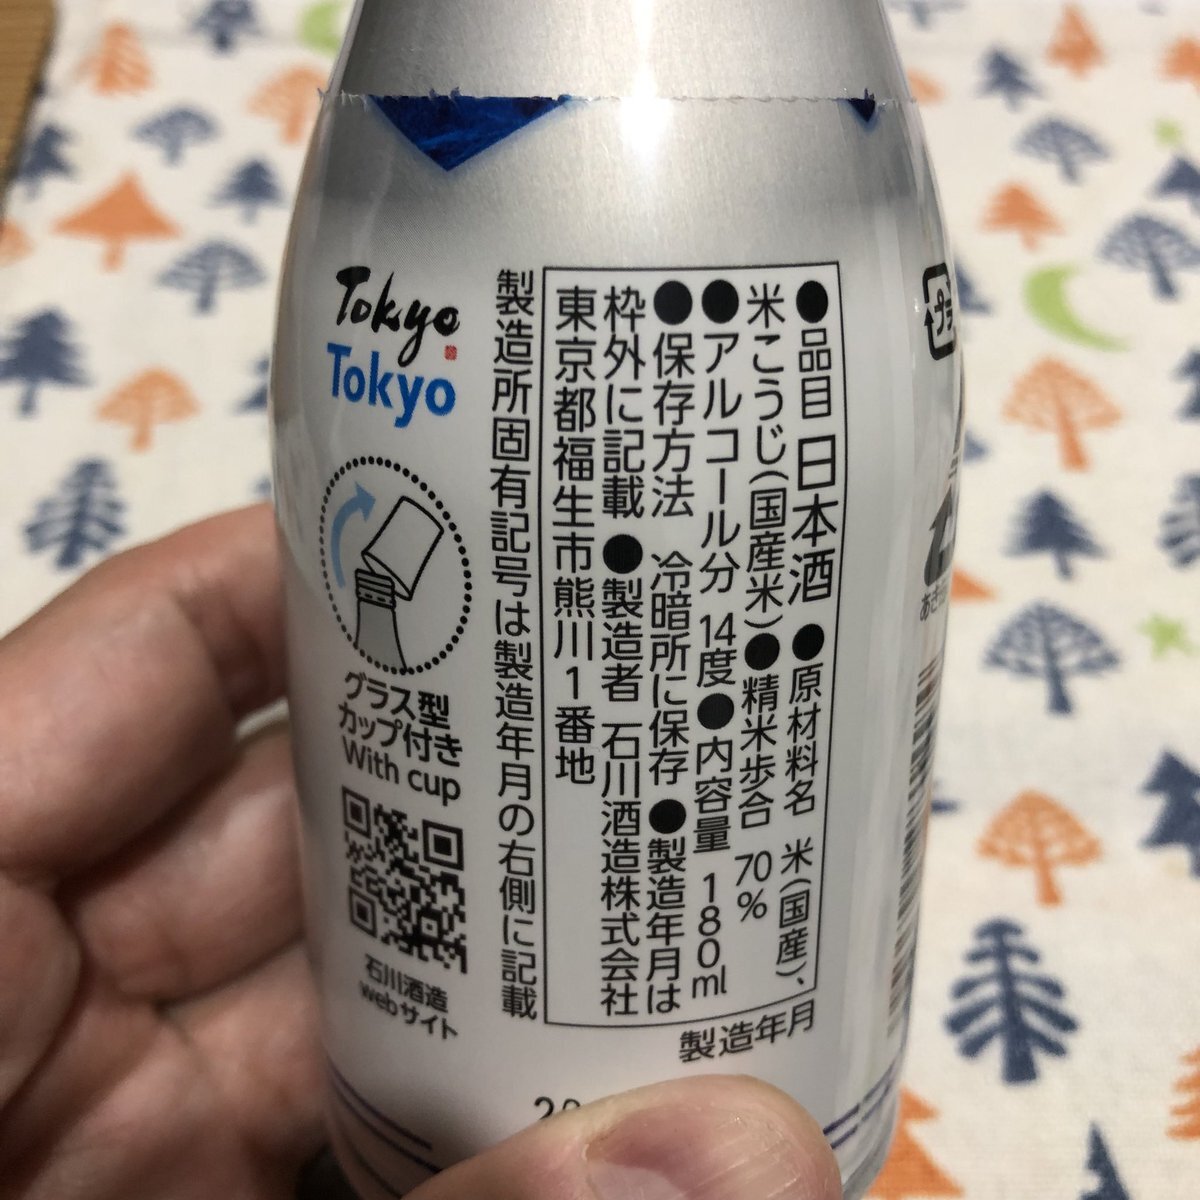 ●品目 日本酒 ●原材料名 米(国産)、
米こうじ(国産米)●精米歩合 70%
●アルコール分 14度●内容量 180ml
●保存方法 冷暗所に保存 ●製造年月は
枠外に記載 ●製造者 石川酒造株式会社
東京都福生市熊川1番地
製造所固有記号は製造年月の右側に記載
製造年月
Tokyo
Tokyo
グラス型
カップ付き
With cup
石川酒造
webサイト
プラ